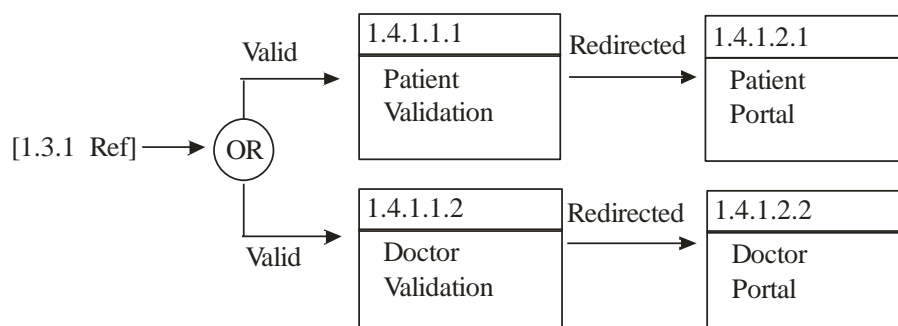 1.4.1.1.1
1.4.1.2.1
Valid
Redirected
Patient
Validation
Patient
Portal
[1.3.1 Ref]
OR
1.4.1.1.2
1.4.1.2.2
Redirected
Valid
Doctor
Validation
Doctor
Portal